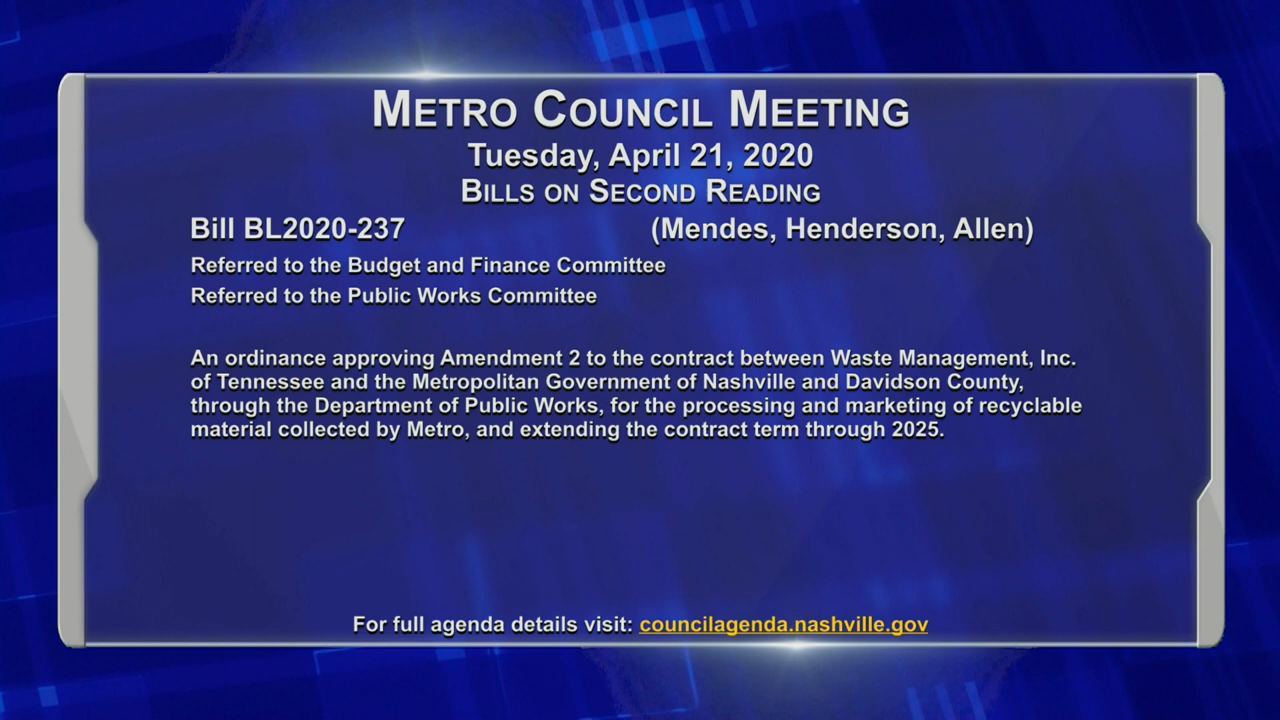 METRO COUNCIL MEETING
Tuesday, April 21, 2020
BILLS ON SECOND READING
Bill BL2020-237 (Mendes, Henderson, Allen)
Referred to the Budget and Finance Committee
Referred to the Public Works Committee
An ordinance approving Amendment 2 to the contract between Waste Management, Inc.
of Tennessee and the Metropolitan Government of Nashville and Davidson County,
through the Department of Public Works, for the processing and marketing of recyclable
material collected by Metro, and extending the contract term through 2025.
For full agenda details visit: councilagenda.nashville.gov